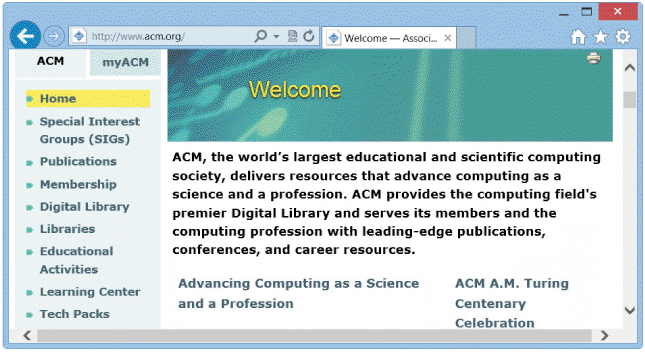 http://www.acm.org/
Welcome — Associ...
ACM
myACM
Home
Special Interest
Groups (SIGs)
Publications
Membership
Digital Library
Libraries
Educational
Activities
Learning Center
Tech Packs
Welcome
ACM, the world's largest educational and scientific computing
society, delivers resources that advance computing as a
science and a profession. ACM provides the computing field's
premier Digital Library and serves its members and the
computing profession with leading-edge publications,
conferences, and career resources.
Advancing Computing as a Science
and a Profession
ACM A.M. Turing
Centenary
Celebration